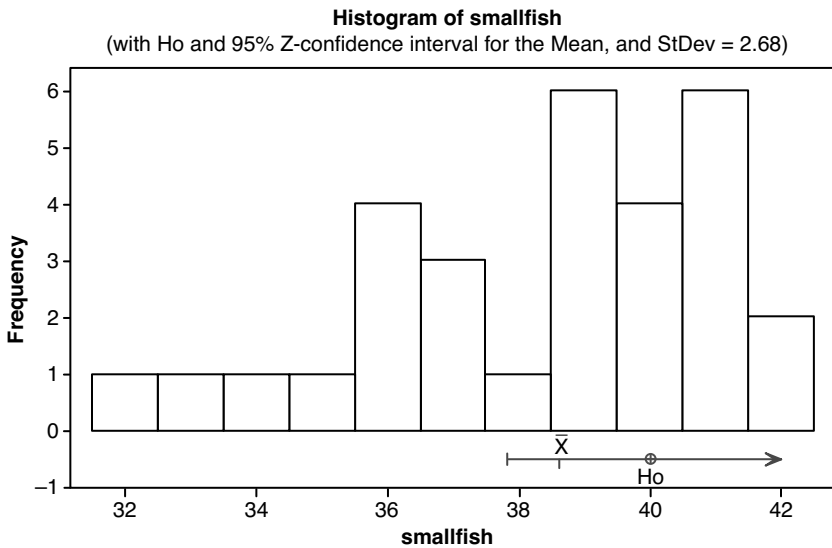 Histogram of smallfish
(with Ho and 95% Z-confidence interval for the Mean, and StDev = 2.68)
Frequency
6
5
4
3
2
1
0
–1
X̄
Ho
32 34 36 38 40 42
smallfish